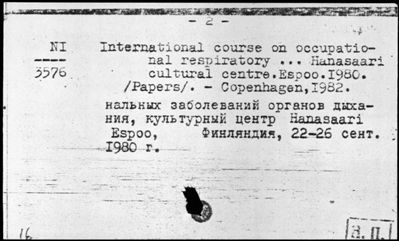 - 2 -
NI International course on occupatio-
---- nal respiratory ... Hanasaari
3576 cultural centre.Espoo.1980.
/Papers/. - Copenhagen,1982.
нальных заболеваний органов дыха-
ния, культурный центр Hanasaari
Espoo, Финляндия, 22-26 сент.
1980 г.
16 Н.П.